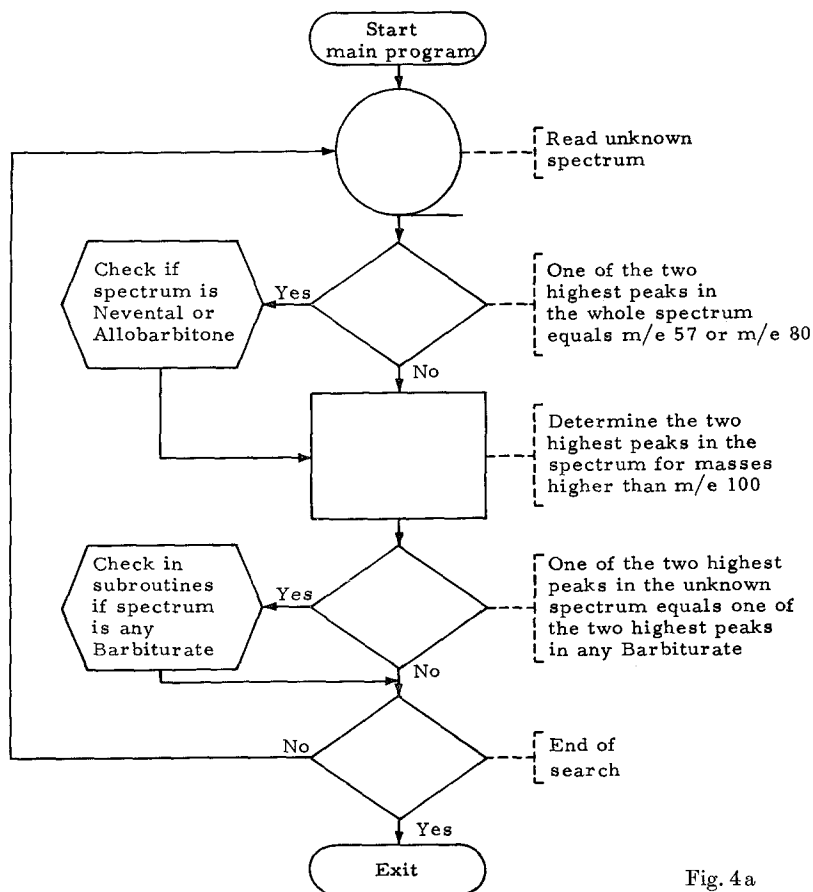 Start
main program
Read unknown
spectrum
Check if
spectrum is
Nevental or
Allobarbitone
Yes
One of the two
highest peaks in
the whole spectrum
equals m/e 57 or m/e 80
No
Determine the two
highest peaks in the
spectrum for masses
higher than m/e 100
Check in
subroutines
if spectrum
is any
Barbiturate
Yes
One of the two highest
peaks in the unknown
spectrum equals one of
the two highest peaks
in any Barbiturate
No
No
End of
search
Yes
Exit
Fig. 4a